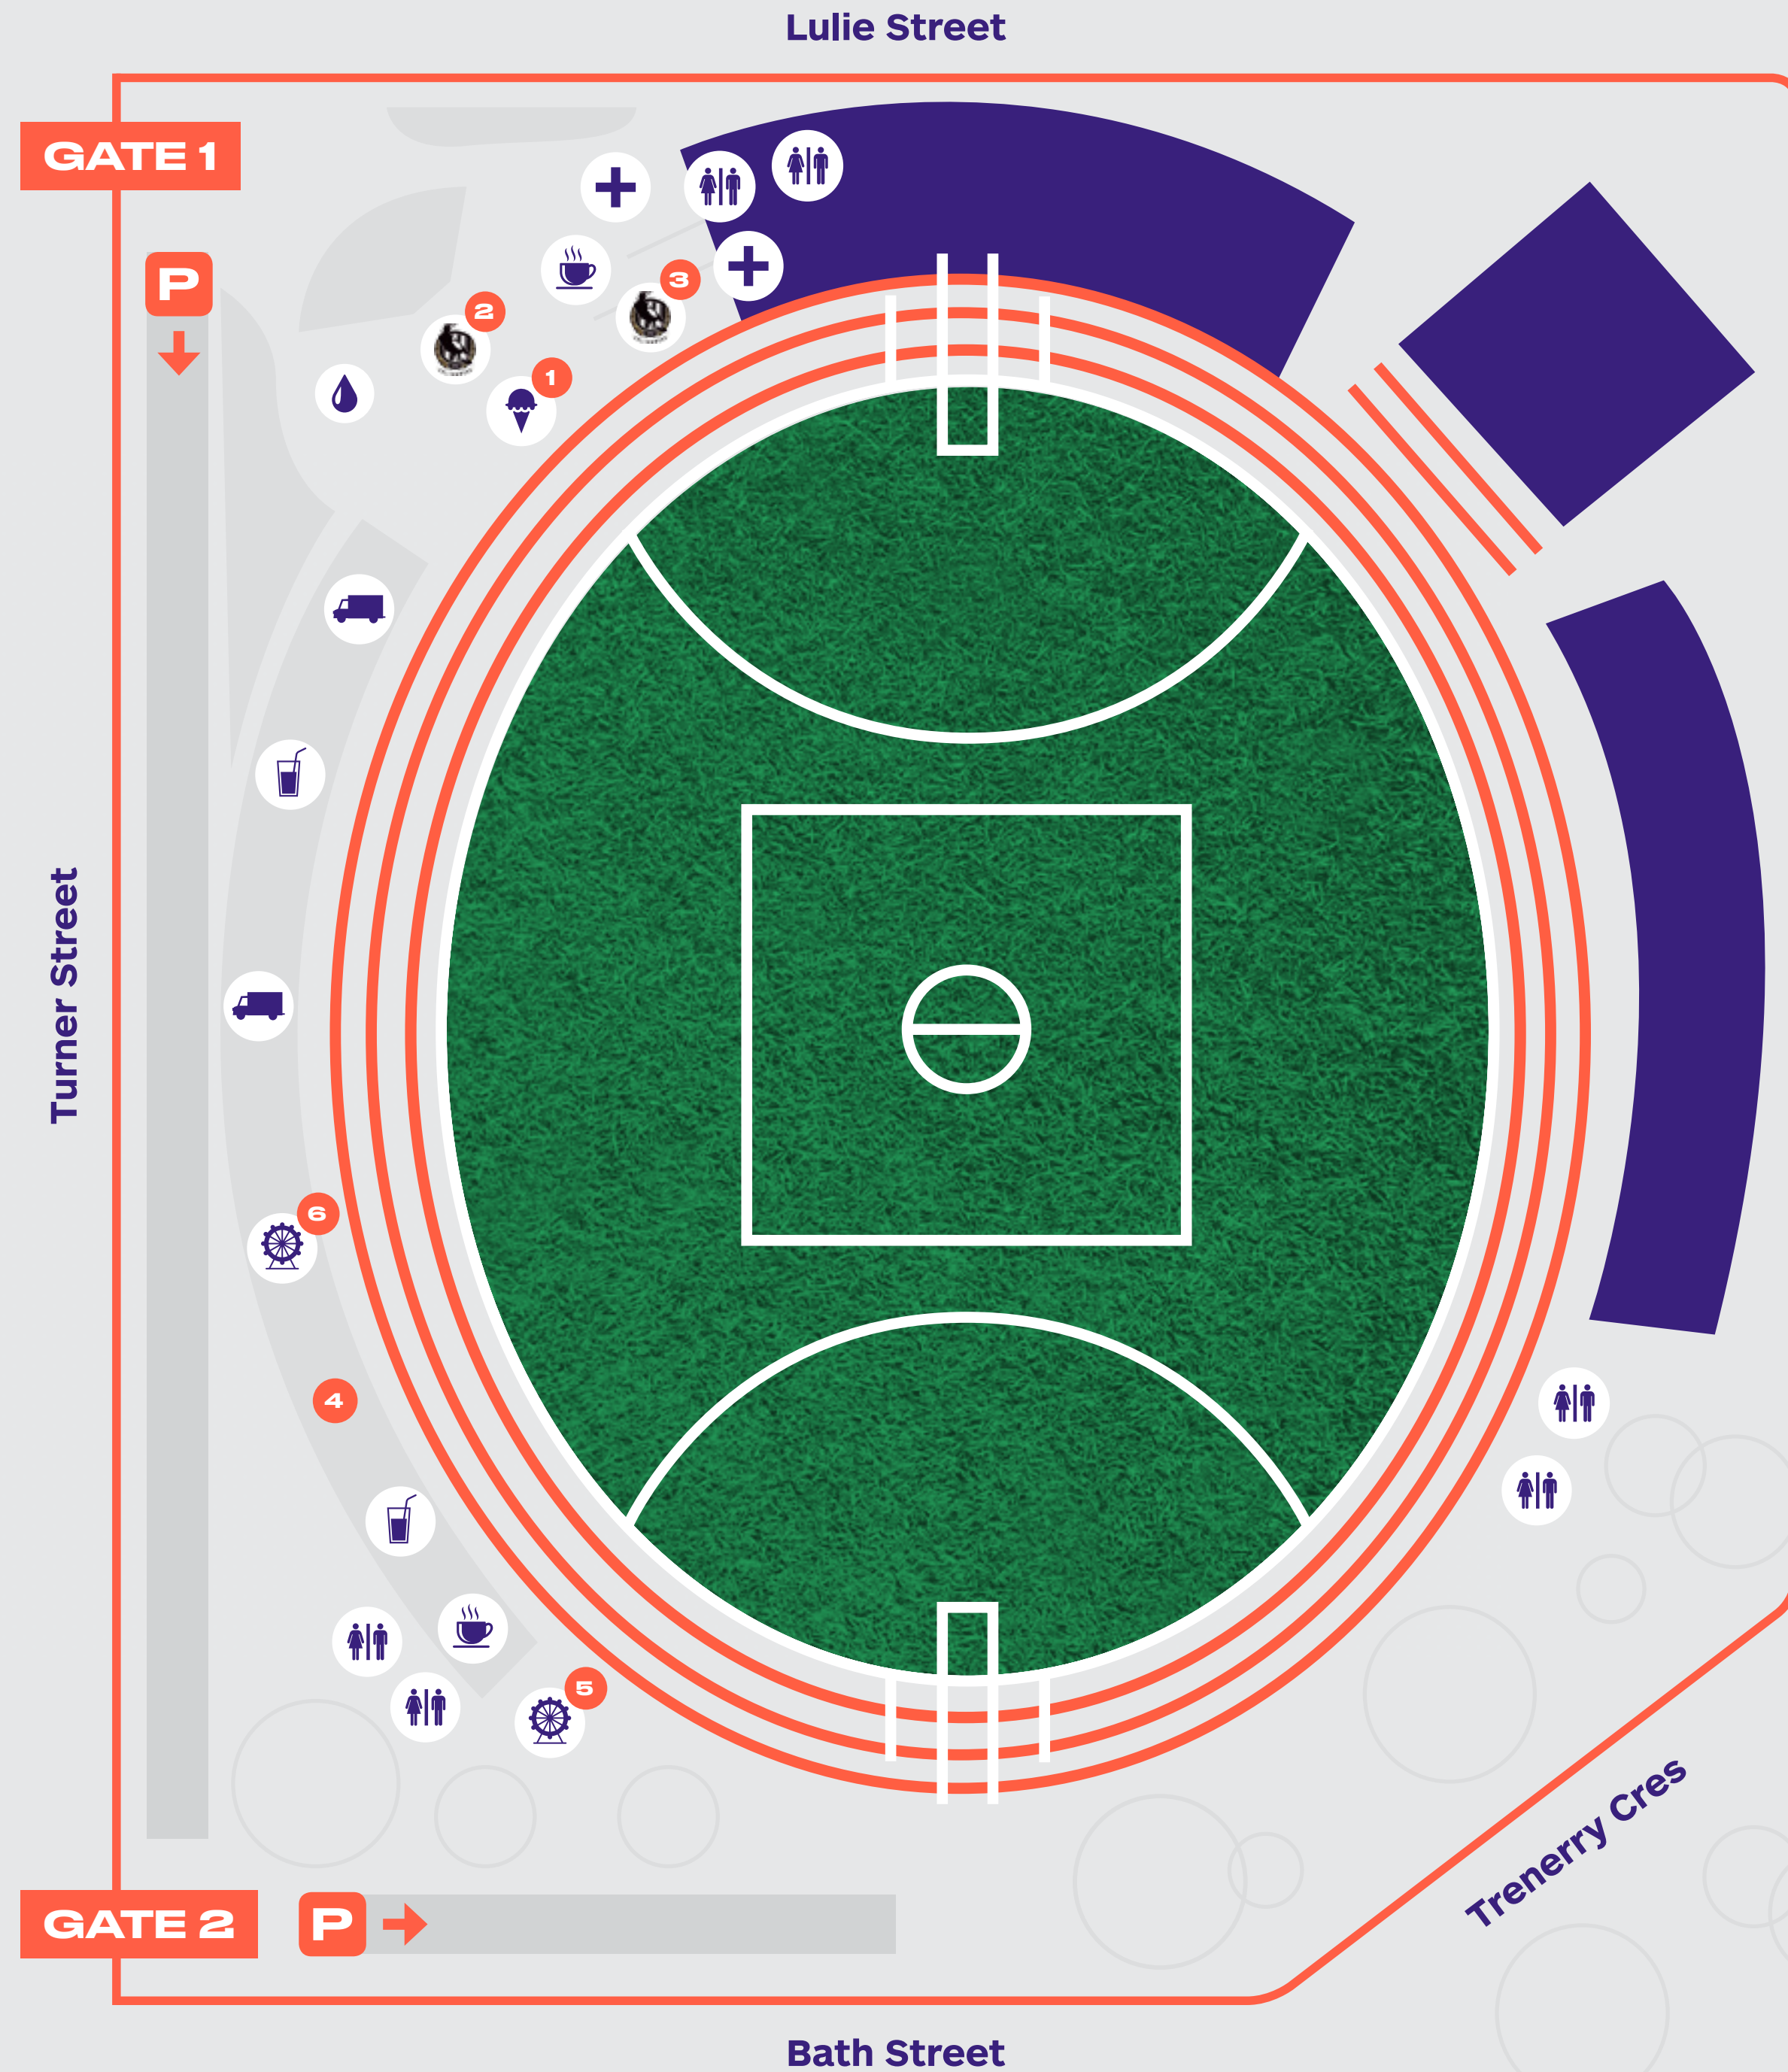 Lulie Street
GATE 1
P
3
2
1
Turner Street
6
4
5
Trenerry Cres
GATE 2
P
Bath Street